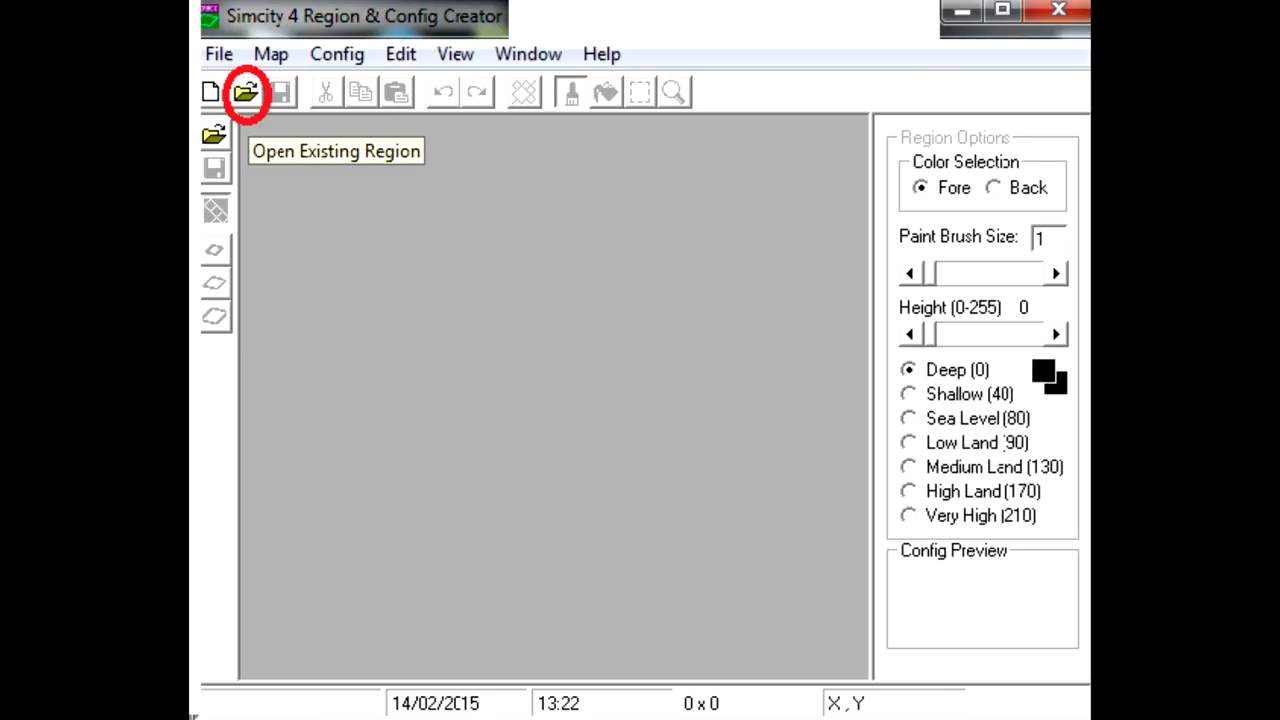 Simcity 4 Region & Config Creator
File Map Config Edit View Window Help
Open Existing Region
Region Options
Color Selection
Fore Back
Paint Brush Size: 1
Height (0-255) 0
Deep (0)
Shallow (40)
Sea Level (80)
Low Land (90)
Medium Land (130)
High Land (170)
Very High (210)
Config Preview
14/02/2015 13:22 0 x 0 X , Y